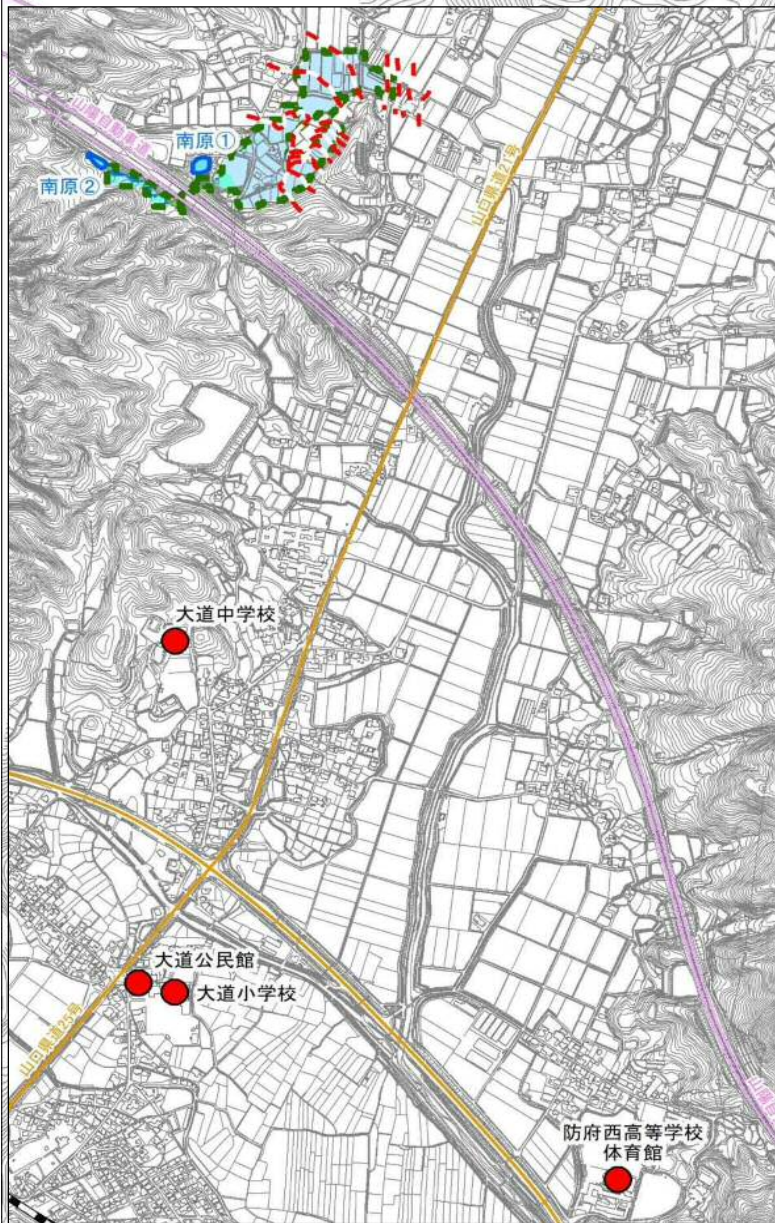 山陽自動車道
南原①
南原②
山口県道21号
大道中学校
大道公民館
大道小学校
山口県道25号
防府西高等学校
体育館